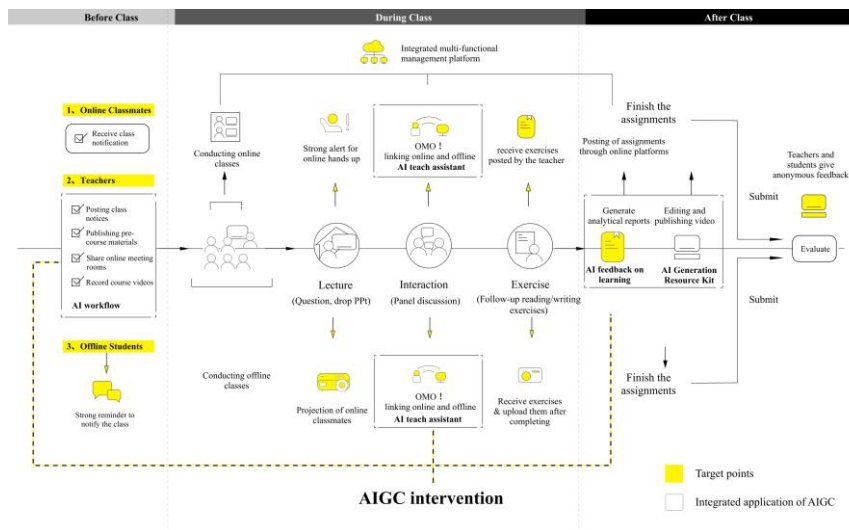 Before Class
During Class
After Class
Integrated multi-functional
management platform
1、Online Classmates
Receive class
notification
2、Teachers
Posting class
notices
Publishing pre-
course materials
Share online meeting
rooms
Record course videos
AI workflow
3、Offline Students
Strong reminder to
notify the class
Conducting online
classes
Strong alert for
online hands up
OMO！
linking online and offline
AI teach assistant
receive exercises
posted by the teacher
Lecture
(Question, drop PPt)
Interaction
(Panel discussion)
Exercise
(Follow-up reading/writing
exercises)
Conducting offline
classes
Projection of online
classmates
OMO！
linking online and offline
AI teach assistant
Receive exercises
& upload them after
completing
Finish the
assignments
Posting of assignments
through online platforms
Generate
analytical reports
Editing and
publishing video
AI feedback on
learning
AI Generation
Resource Kit
Submit
Teachers and
students give
anonymous feedback
Evaluate
Submit
Finish the
assignments
AIGC intervention
Target points
Integrated application of AIGC